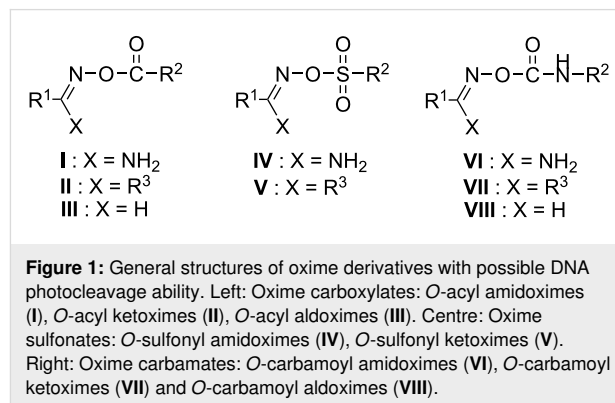 O
R¹ N–O–C–R² X
I : X = NH₂
II : X = R³
III : X = H
O
R¹ N–O–S–R² X
O
IV : X = NH₂
V : X = R³
O H
R¹ N–O–C–N–R² X
VI : X = NH₂
VII : X = R³
VIII : X = H
Figure 1: General structures of oxime derivatives with possible DNA
photocleavage ability. Left: Oxime carboxylates: O-acyl amidoximes
(I), O-acyl ketoximes (II), O-acyl aldoximes (III). Centre: Oxime
sulfonates: O-sulfonyl amidoximes (IV), O-sulfonyl ketoximes (V).
Right: Oxime carbamates: O-carbamoyl amidoximes (VI), O-carbamoyl
ketoximes (VII) and O-carbamoyl aldoximes (VIII).